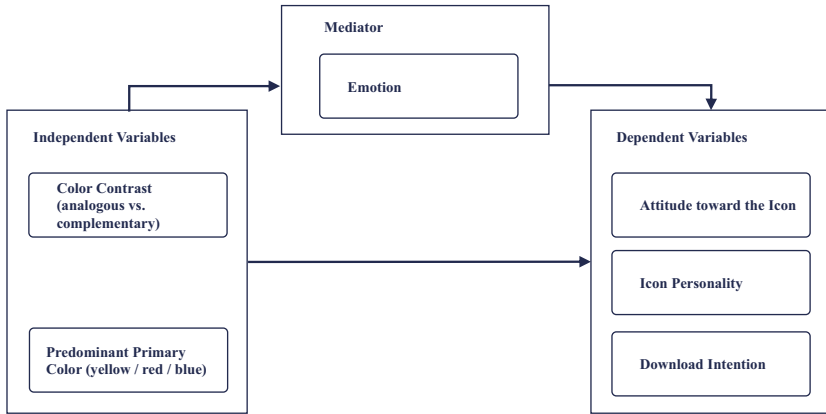 Mediator
Emotion
Independent Variables
Color Contrast
(analogous vs.
complementary)
Predominant Primary
Color (yellow / red / blue)
Dependent Variables
Attitude toward the Icon
Icon Personality
Download Intention